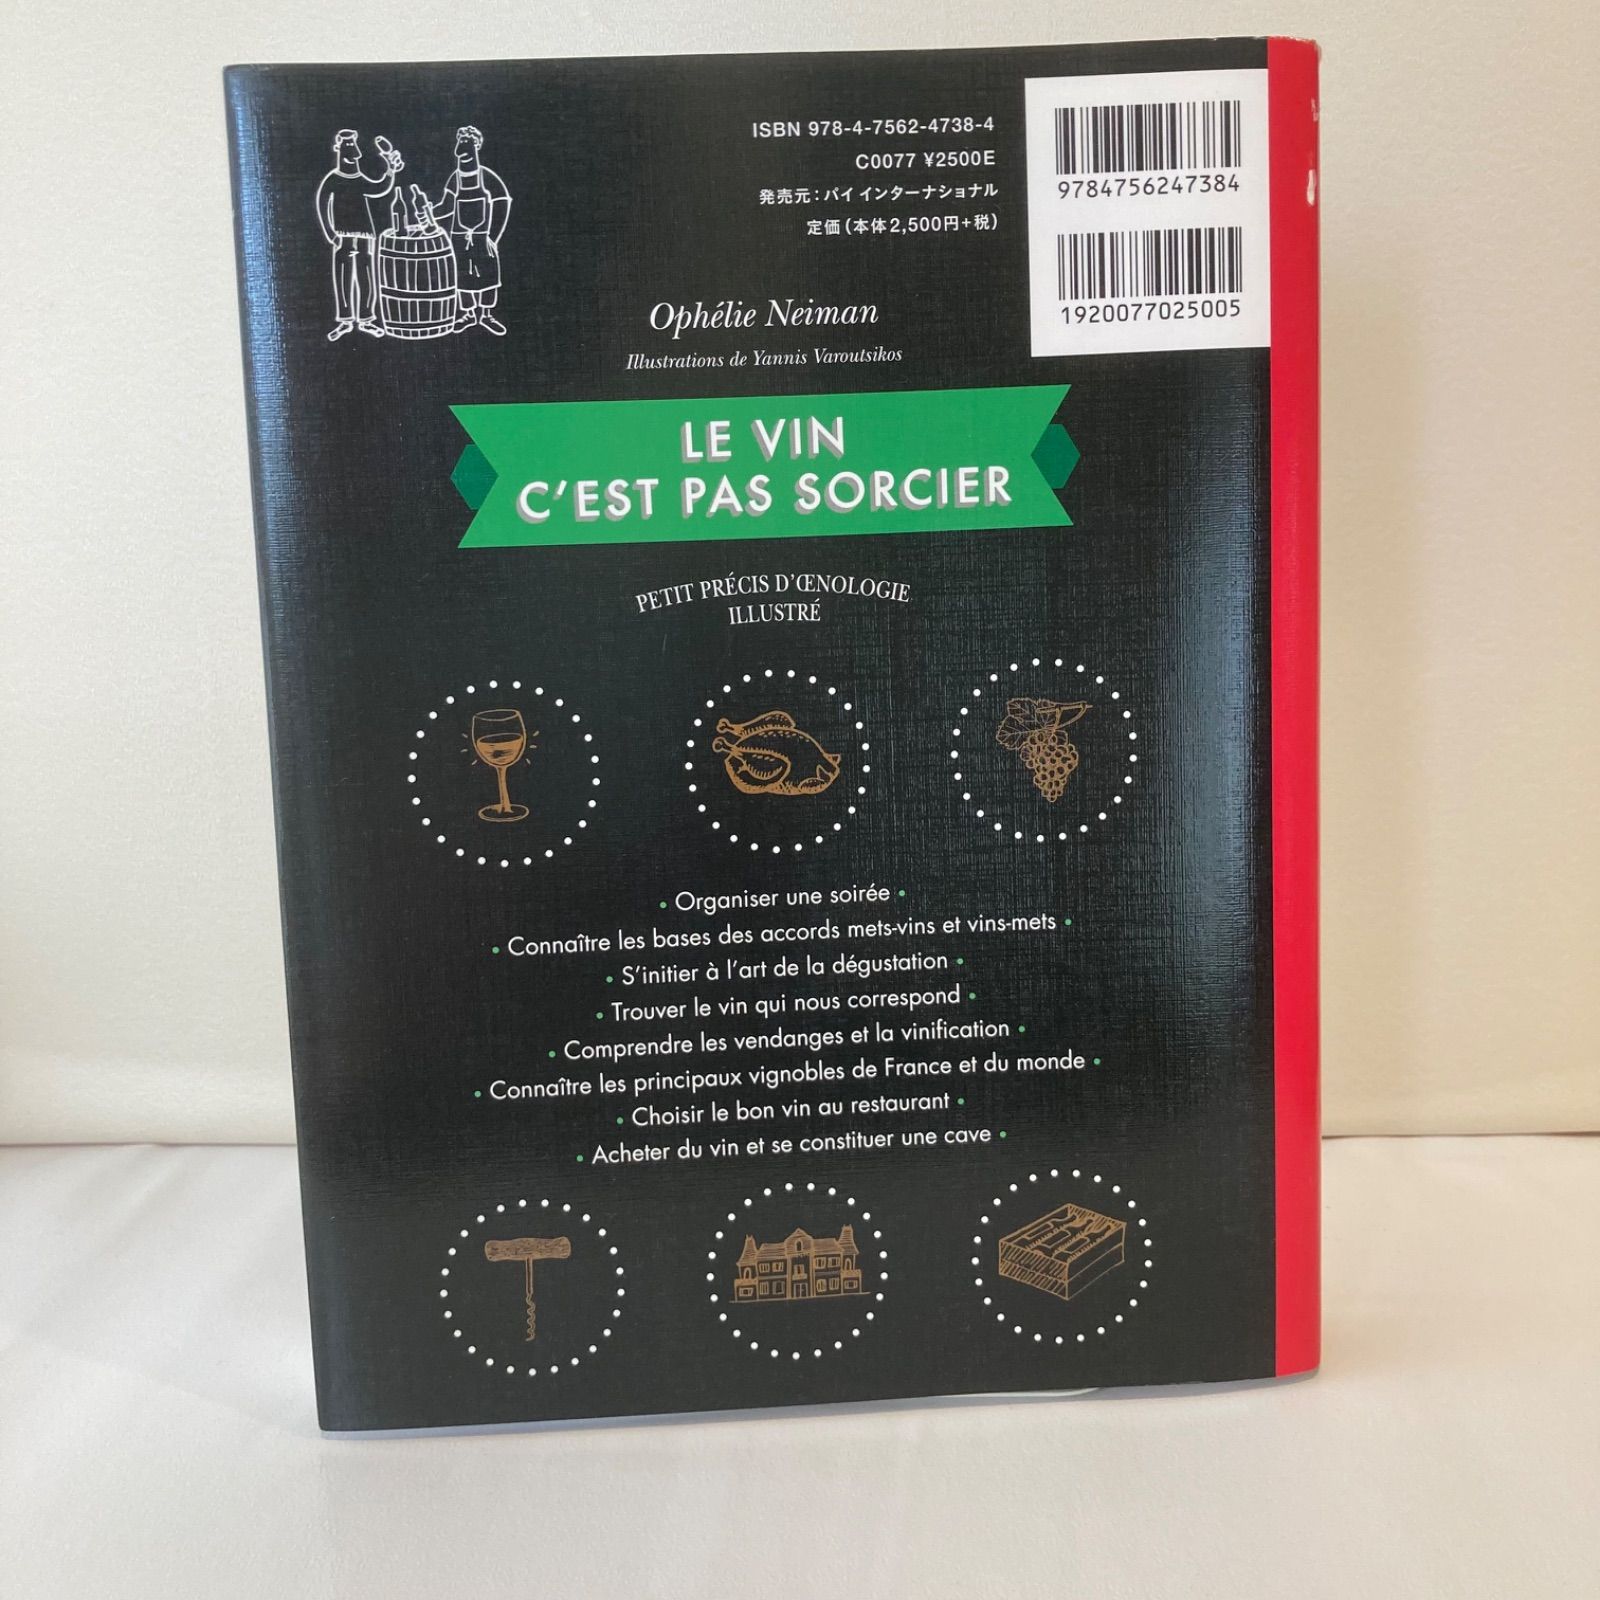 ISBN 978-4-7562-4738-4
C0077 ¥2500E
発売元:パイ インターナショナル
定価(本体2,500円+税)
9784756247384
1920077025005
Ophélie Neiman
Illustrations de Yannis Varoutsikos
LE VIN
C'EST PAS SORCIER
PETIT PRÉCIS D'ŒNOLOGIE
ILLUSTRÉ
• Organiser une soirée •
• Connaître les bases des accords mets-vins et vins-mets •
• S'initier à l'art de la dégustation •
• Trouver le vin qui nous correspond •
• Comprendre les vendanges et la vinification •
• Connaître les principaux vignobles de France et du monde •
• Choisir le bon vin au restaurant •
• Acheter du vin et se constituer une cave •